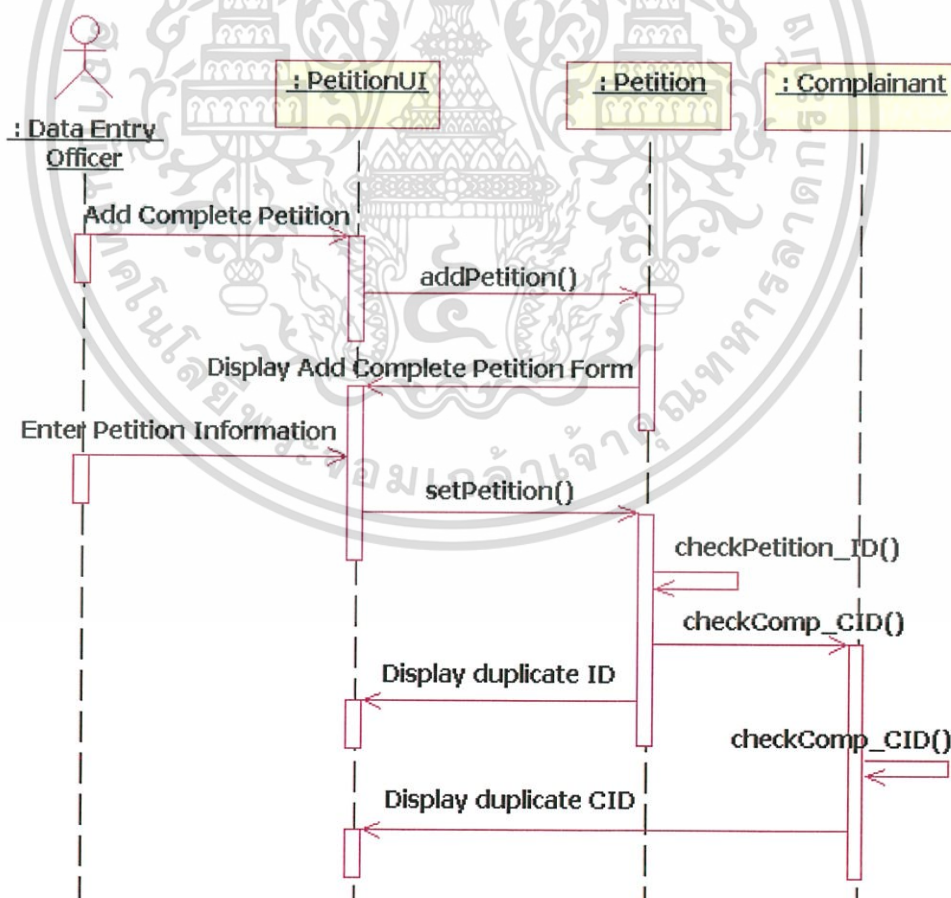 : Data Entry
Officer
: PetitionUI
: Petition
: Complainant
Add Complete Petition
addPetition()
Display Add Complete Petition Form
Enter Petition Information
setPetition()
checkPetition_ID()
checkComp_CID()
Display duplicate ID
checkComp_CID()
Display duplicate CID